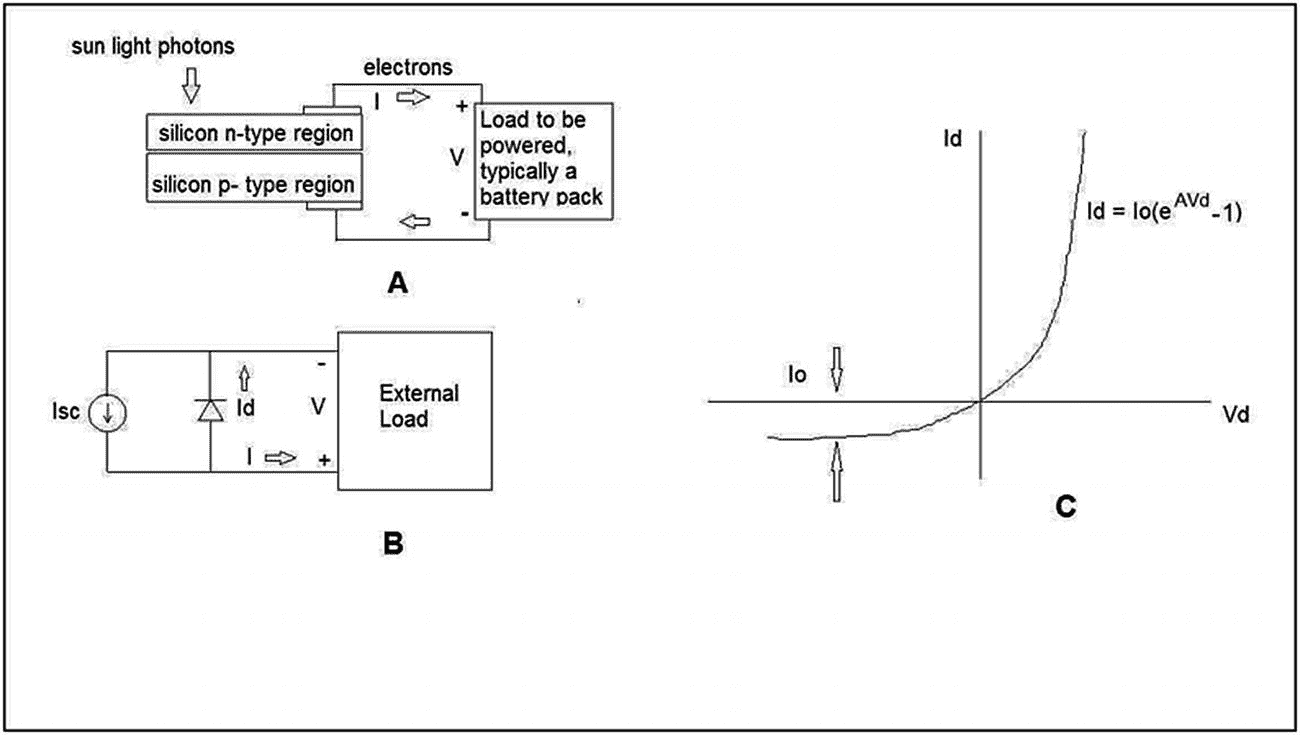 sun light photons
electrons
I
+
silicon n-type region
silicon p- type region
V
-
Load to be
powered,
typically a
battery pack
A
Isc
Id
-
V
I
+
External
Load
B
Id
Id = Io(e^AVd -1)
Io
Vd
C